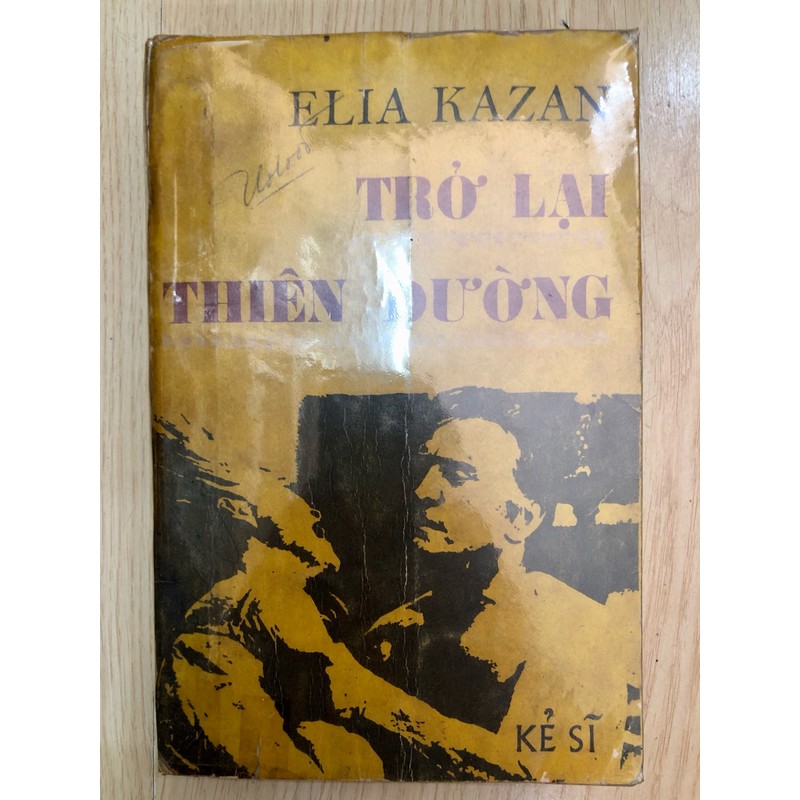 ELIA KAZAN
TRỞ LẠI
THIÊN ĐƯỜNG
KẺ SĨ